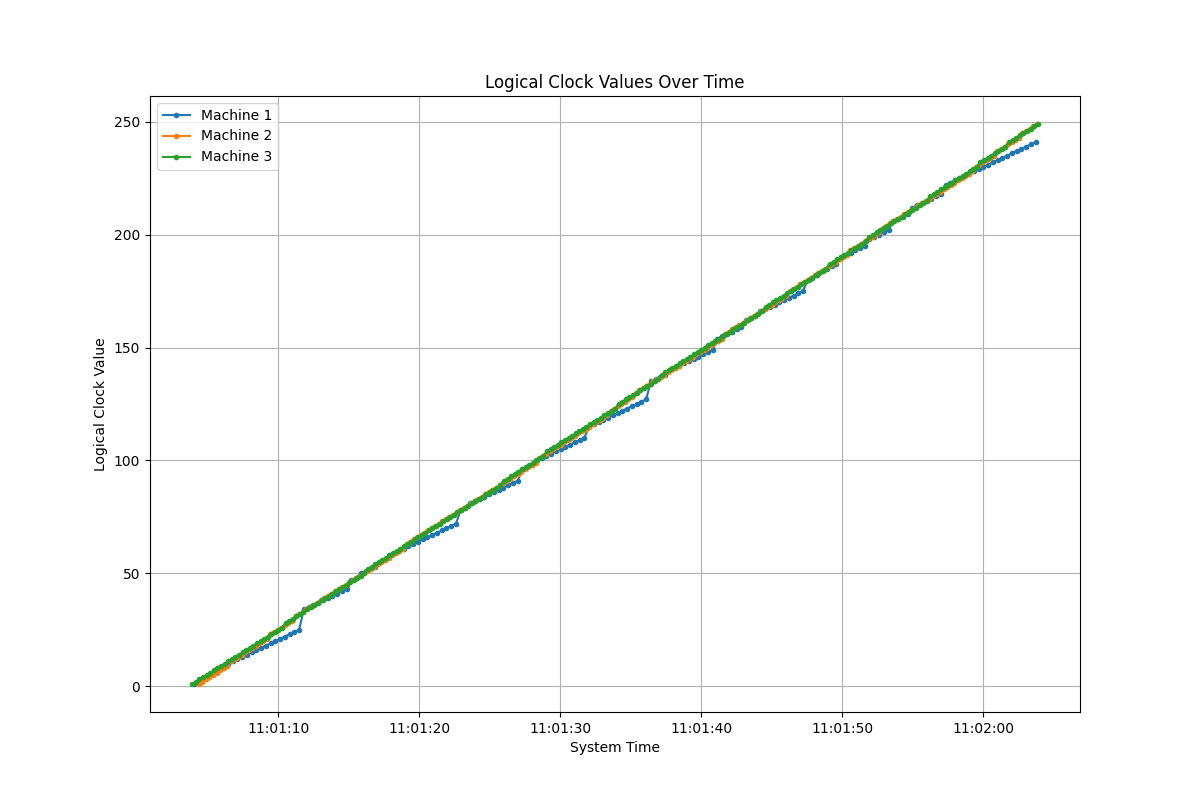 Logical Clock Values Over Time
Machine 1
Machine 2
Machine 3
Logical Clock Value
250
200
150
100
50
0
11:01:10
11:01:20
11:01:30
11:01:40
11:01:50
11:02:00
System Time